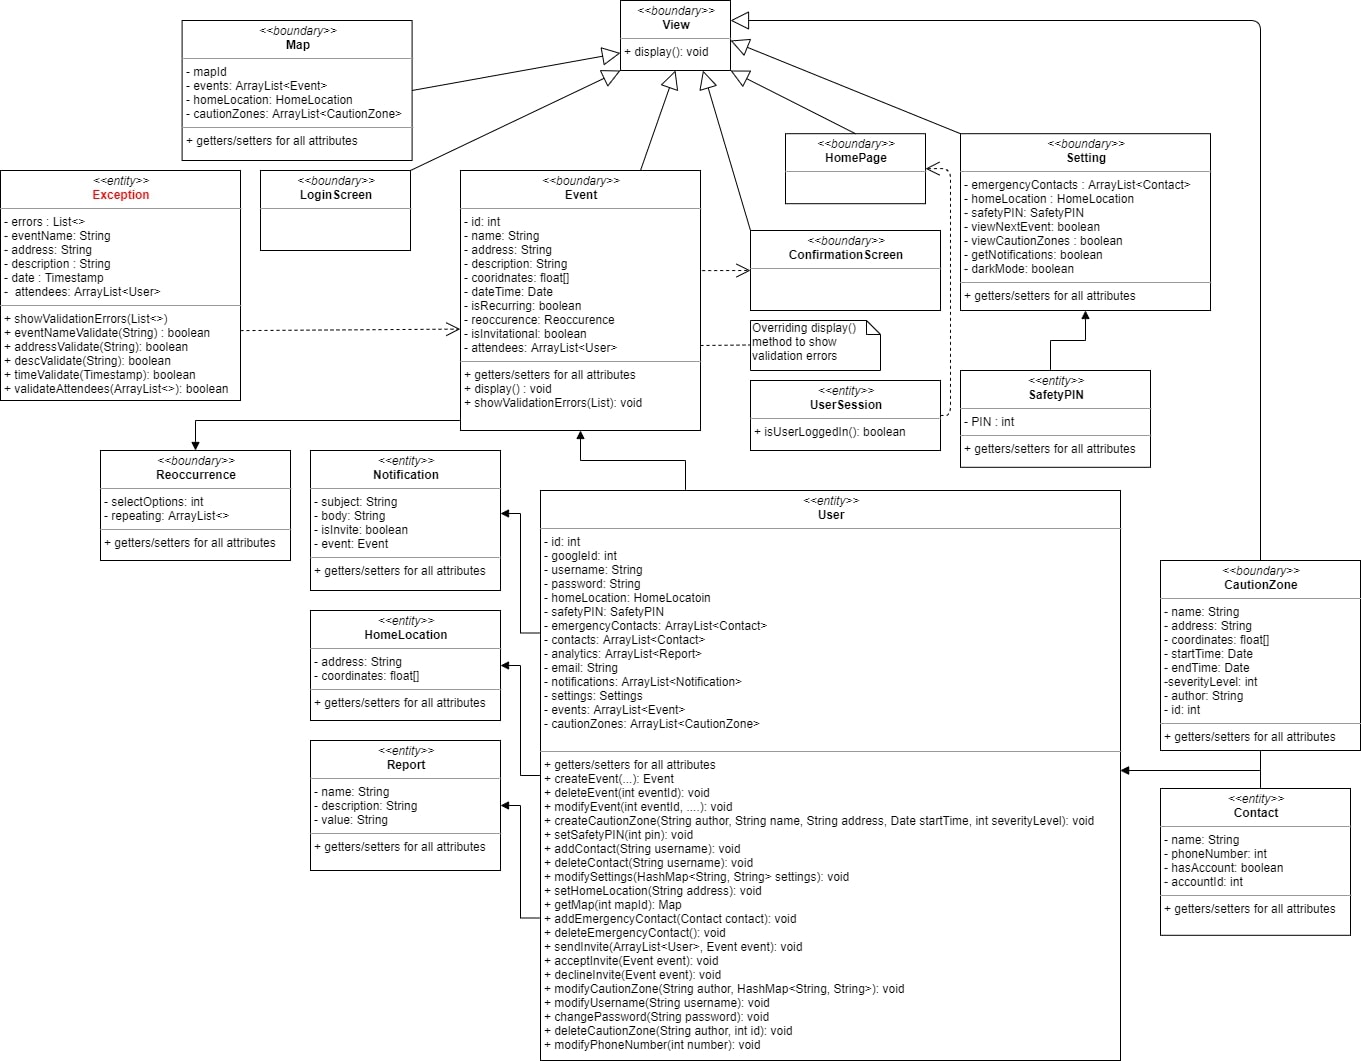 <<boundary>>
View
+ display(): void
<<boundary>>
Map
- mapId
- events: ArrayList<Event>
- homeLocation: HomeLocation
- cautionZones: ArrayList<CautionZone>
+ getters/setters for all attributes
<<entity>>
Exception
- errors : List<>
- eventName: String
- address: String
- description : String
- date : Timestamp
- attendees: ArrayList<User>
+ showValidationErrors(List<>)
+ eventNameValidate(String) : boolean
+ addressValidate(String): boolean
+ descValidate(String): boolean
+ timeValidate(Timestamp): boolean
+ validateAttendees(ArrayList<>): boolean
<<boundary>>
LoginScreen
<<boundary>>
Event
- id: int
- name: String
- address: String
- description: String
- cooridnates: float[]
- dateTime: Date
- isRecurring: boolean
- reoccurence: Reoccurence
- isInvitational: boolean
- attendees: ArrayList<User>
+ getters/setters for all attributes
+ display() : void
+ showValidationErrors(List): void
<<boundary>>
HomePage
<<boundary>>
ConfirmationScreen
Overriding display()
method to show
validation errors
<<entity>>
UserSession
+ isUserLoggedIn(): boolean
<<boundary>>
Setting
- emergencyContacts : ArrayList<Contact>
- homeLocation : HomeLocation
- safetyPIN: SafetyPIN
- viewNextEvent: boolean
- viewCautionZones : boolean
- getNotifications: boolean
- darkMode: boolean
+ getters/setters for all attributes
<<entity>>
SafetyPIN
- PIN : int
+ getters/setters for all attributes
<<boundary>>
Reoccurrence
- selectOptions: int
- repeating: ArrayList<>
+ getters/setters for all attributes
<<entity>>
Notification
- subject: String
- body: String
- isInvite: boolean
- event: Event
+ getters/setters for all attributes
<<entity>>
HomeLocation
- address: String
- coordinates: float[]
+ getters/setters for all attributes
<<entity>>
Report
- name: String
- description: String
- value: String
+ getters/setters for all attributes
<<entity>>
User
- id: int
- googleId: int
- username: String
- password: String
- homeLocation: HomeLocatoin
- safetyPIN: SafetyPIN
- emergencyContacts: ArrayList<Contact>
- contacts: ArrayList<Contact>
- analytics: ArrayList<Report>
- email: String
- notifications: ArrayList<Notification>
- settings: Settings
- events: ArrayList<Event>
- cautionZones: ArrayList<CautionZone>
+ getters/setters for all attributes
+ createEvent(...): Event
+ deleteEvent(int eventId): void
+ modifyEvent(int eventId, ....): void
+ createCautionZone(String author, String name, String address, Date startTime, int severityLevel): void
+ setSafetyPIN(int pin): void
+ addContact(String username): void
+ deleteContact(String username): void
+ modifySettings(HashMap<String, String> settings): void
+ setHomeLocation(String address): void
+ getMap(int mapId): Map
+ addEmergencyContact(Contact contact): void
+ deleteEmergencyContact(): void
+ sendInvite(ArrayList<User>, Event event): void
+ acceptInvite(Event event): void
+ declineInvite(Event event): void
+ modifyCautionZone(String author, HashMap<String, String>): void
+ modifyUsername(String username): void
+ changePassword(String password): void
+ deleteCautionZone(String author, int id): void
+ modifyPhoneNumber(int number): void
<<boundary>>
CautionZone
- name: String
- address: String
- coordinates: float[]
- startTime: Date
- endTime: Date
-severityLevel: int
- author: String
- id: int
+ getters/setters for all attributes
<<entity>>
Contact
- name: String
- phoneNumber: int
- hasAccount: boolean
- accountId: int
+ getters/setters for all attributes